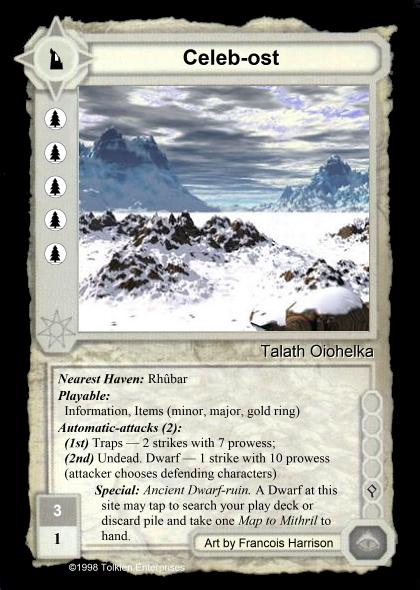 Celeb-ost
Talath Oiohelka
Nearest Haven: Rhûbar
Playable:
Information, Items (minor, major, gold ring)
Automatic-attacks (2):
(1st) Traps — 2 strikes with 7 prowess;
(2nd) Undead. Dwarf — 1 strike with 10 prowess
(attacker chooses defending characters)
Special: Ancient Dwarf-ruin. A Dwarf at this
site may tap to search your play deck or
discard pile and take one Map to Mithril to
hand.
3
1
Art by Francois Harrison
©1998 Tolkien Enterprises